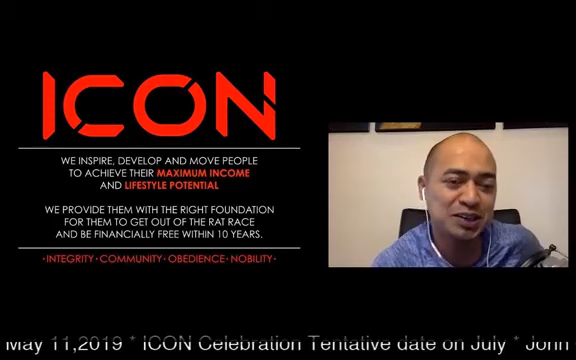 ICON
WE INSPIRE, DEVELOP AND MOVE PEOPLE
TO ACHIEVE THEIR MAXIMUM INCOME
AND LIFESTYLE POTENTIAL
WE PROVIDE THEM WITH THE RIGHT FOUNDATION
FOR THEM TO GET OUT OF THE RAT RACE
AND BE FINANCIALLY FREE WITHIN 10 YEARS.
·INTEGRITY·COMMUNITY·OBEDIENCE·NOBILITY·
May 11,2019 * ICON Celebration Tentative date on July * John